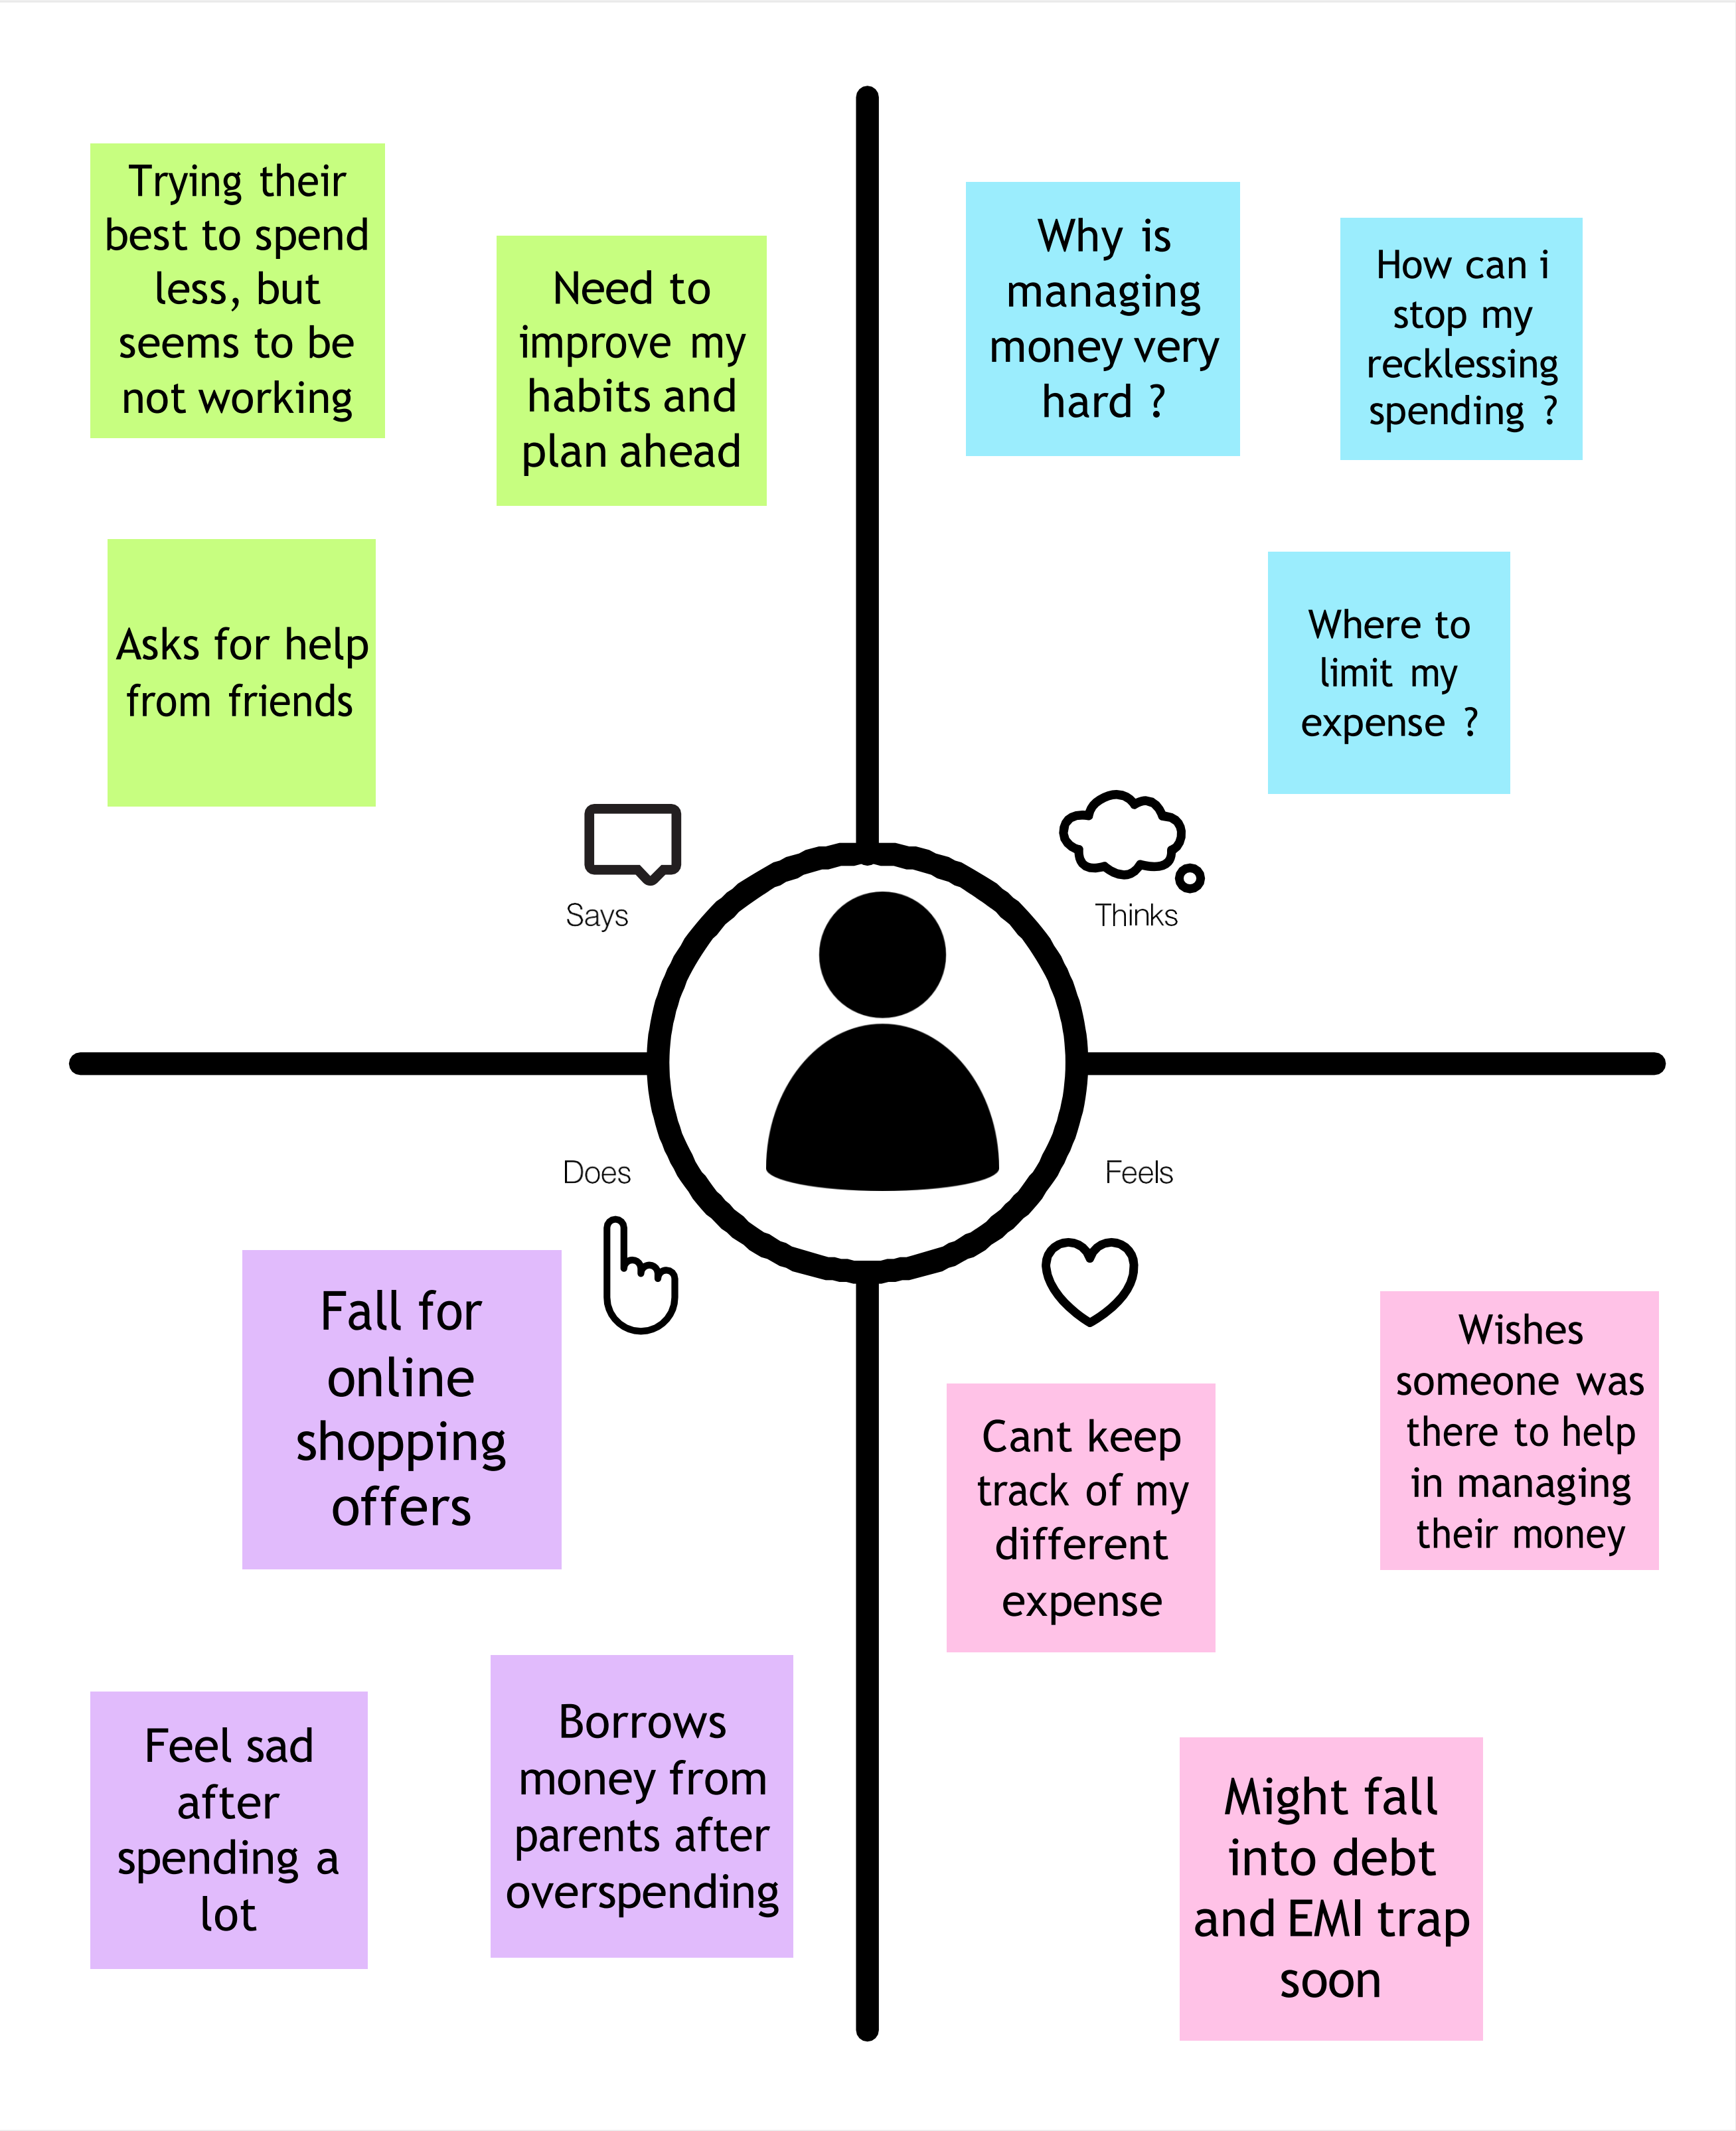 Trying their
best to spend
less, but
seems to be
not working
Need to
improve my
habits and
plan ahead
Asks for help
from friends
Says
Why is
managing
money very
hard ?
How can i
stop my
recklessing
spending ?
Where to
limit my
expense ?
Thinks
Does
Fall for
online
shopping
offers
Feel sad
after
spending a
lot
Borrows
money from
parents after
overspending
Feels
Cant keep
track of my
different
expense
Wishes
someone was
there to help
in managing
their money
Might fall
into debt
and EMI trap
soon